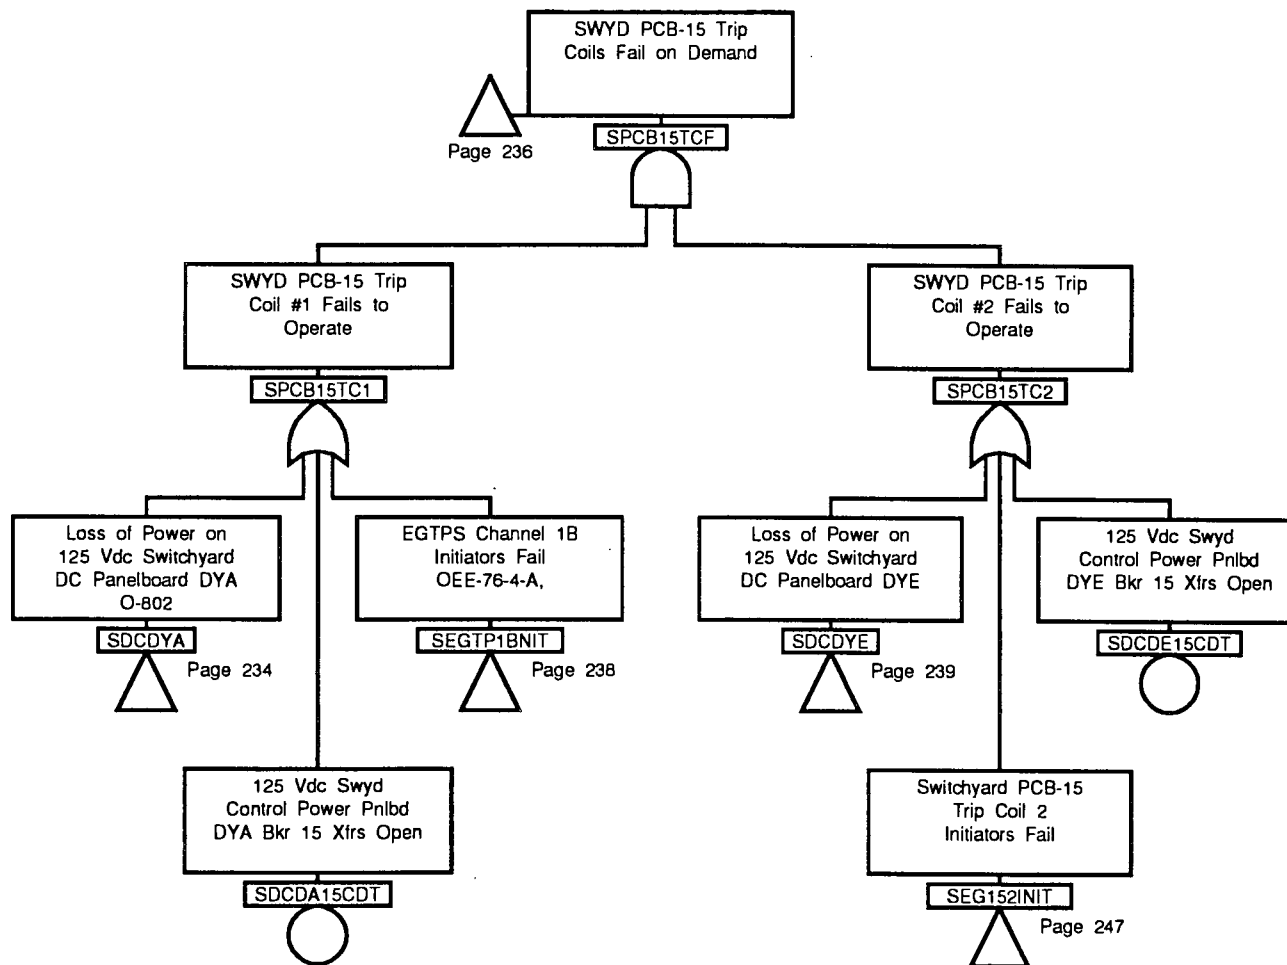 SWYD PCB-15 Trip
Coils Fail on Demand
Page 236
SPCB15TCF
SWYD PCB-15 Trip
Coil #1 Fails to
Operate
SPCB15TC1
SWYD PCB-15 Trip
Coil #2 Fails to
Operate
SPCB15TC2
Loss of Power on
125 Vdc Switchyard
DC Panelboard DYA
O-802
SDCDYA
Page 234
EGTPS Channel 1B
Initiators Fail
OEE-76-4-A,
SEGTP1BNIT
Page 238
Loss of Power on
125 Vdc Switchyard
DC Panelboard DYE
SDCDYE
Page 239
125 Vdc Swyd
Control Power Pnlbd
DYE Bkr 15 Xfrs Open
SDCDE15CDT
125 Vdc Swyd
Control Power Pnlbd
DYA Bkr 15 Xfrs Open
SDCDA15CDT
Switchyard PCB-15
Trip Coil 2
Initiators Fail
SEG152INIT
Page 247